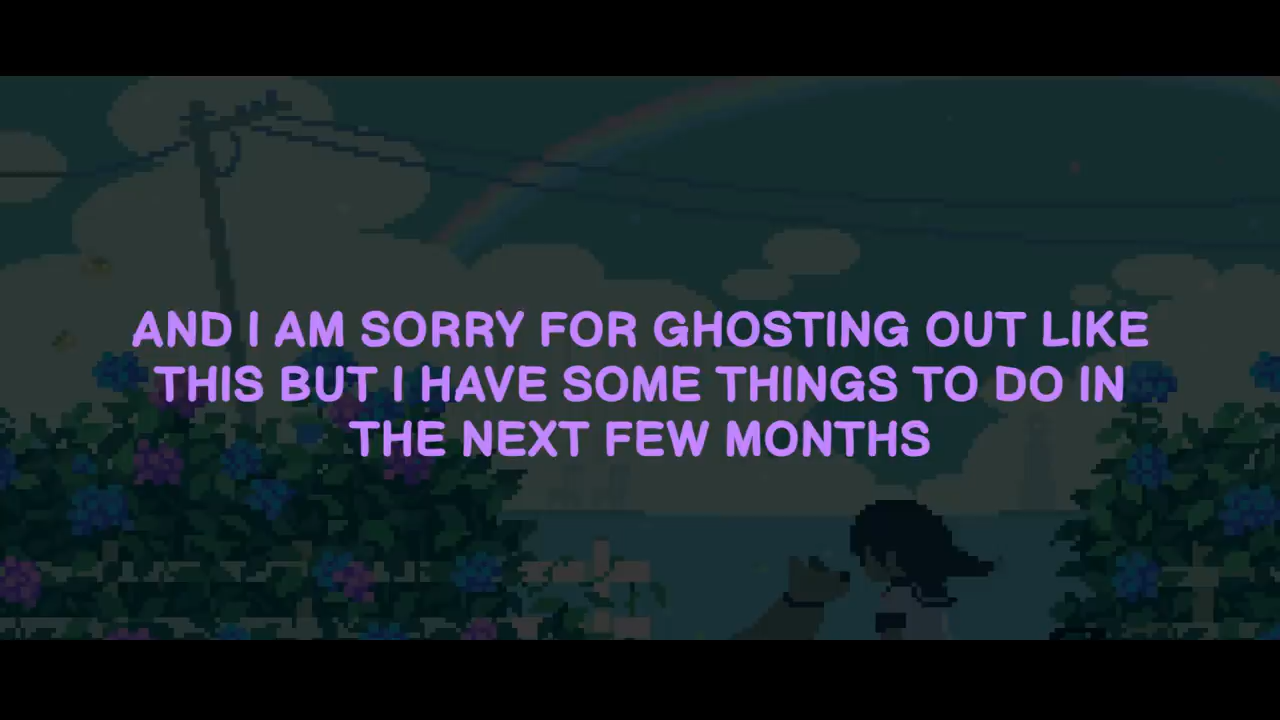 AND I AM SORRY FOR GHOSTING OUT LIKE
THIS BUT I HAVE SOME THINGS TO DO IN
THE NEXT FEW MONTHS